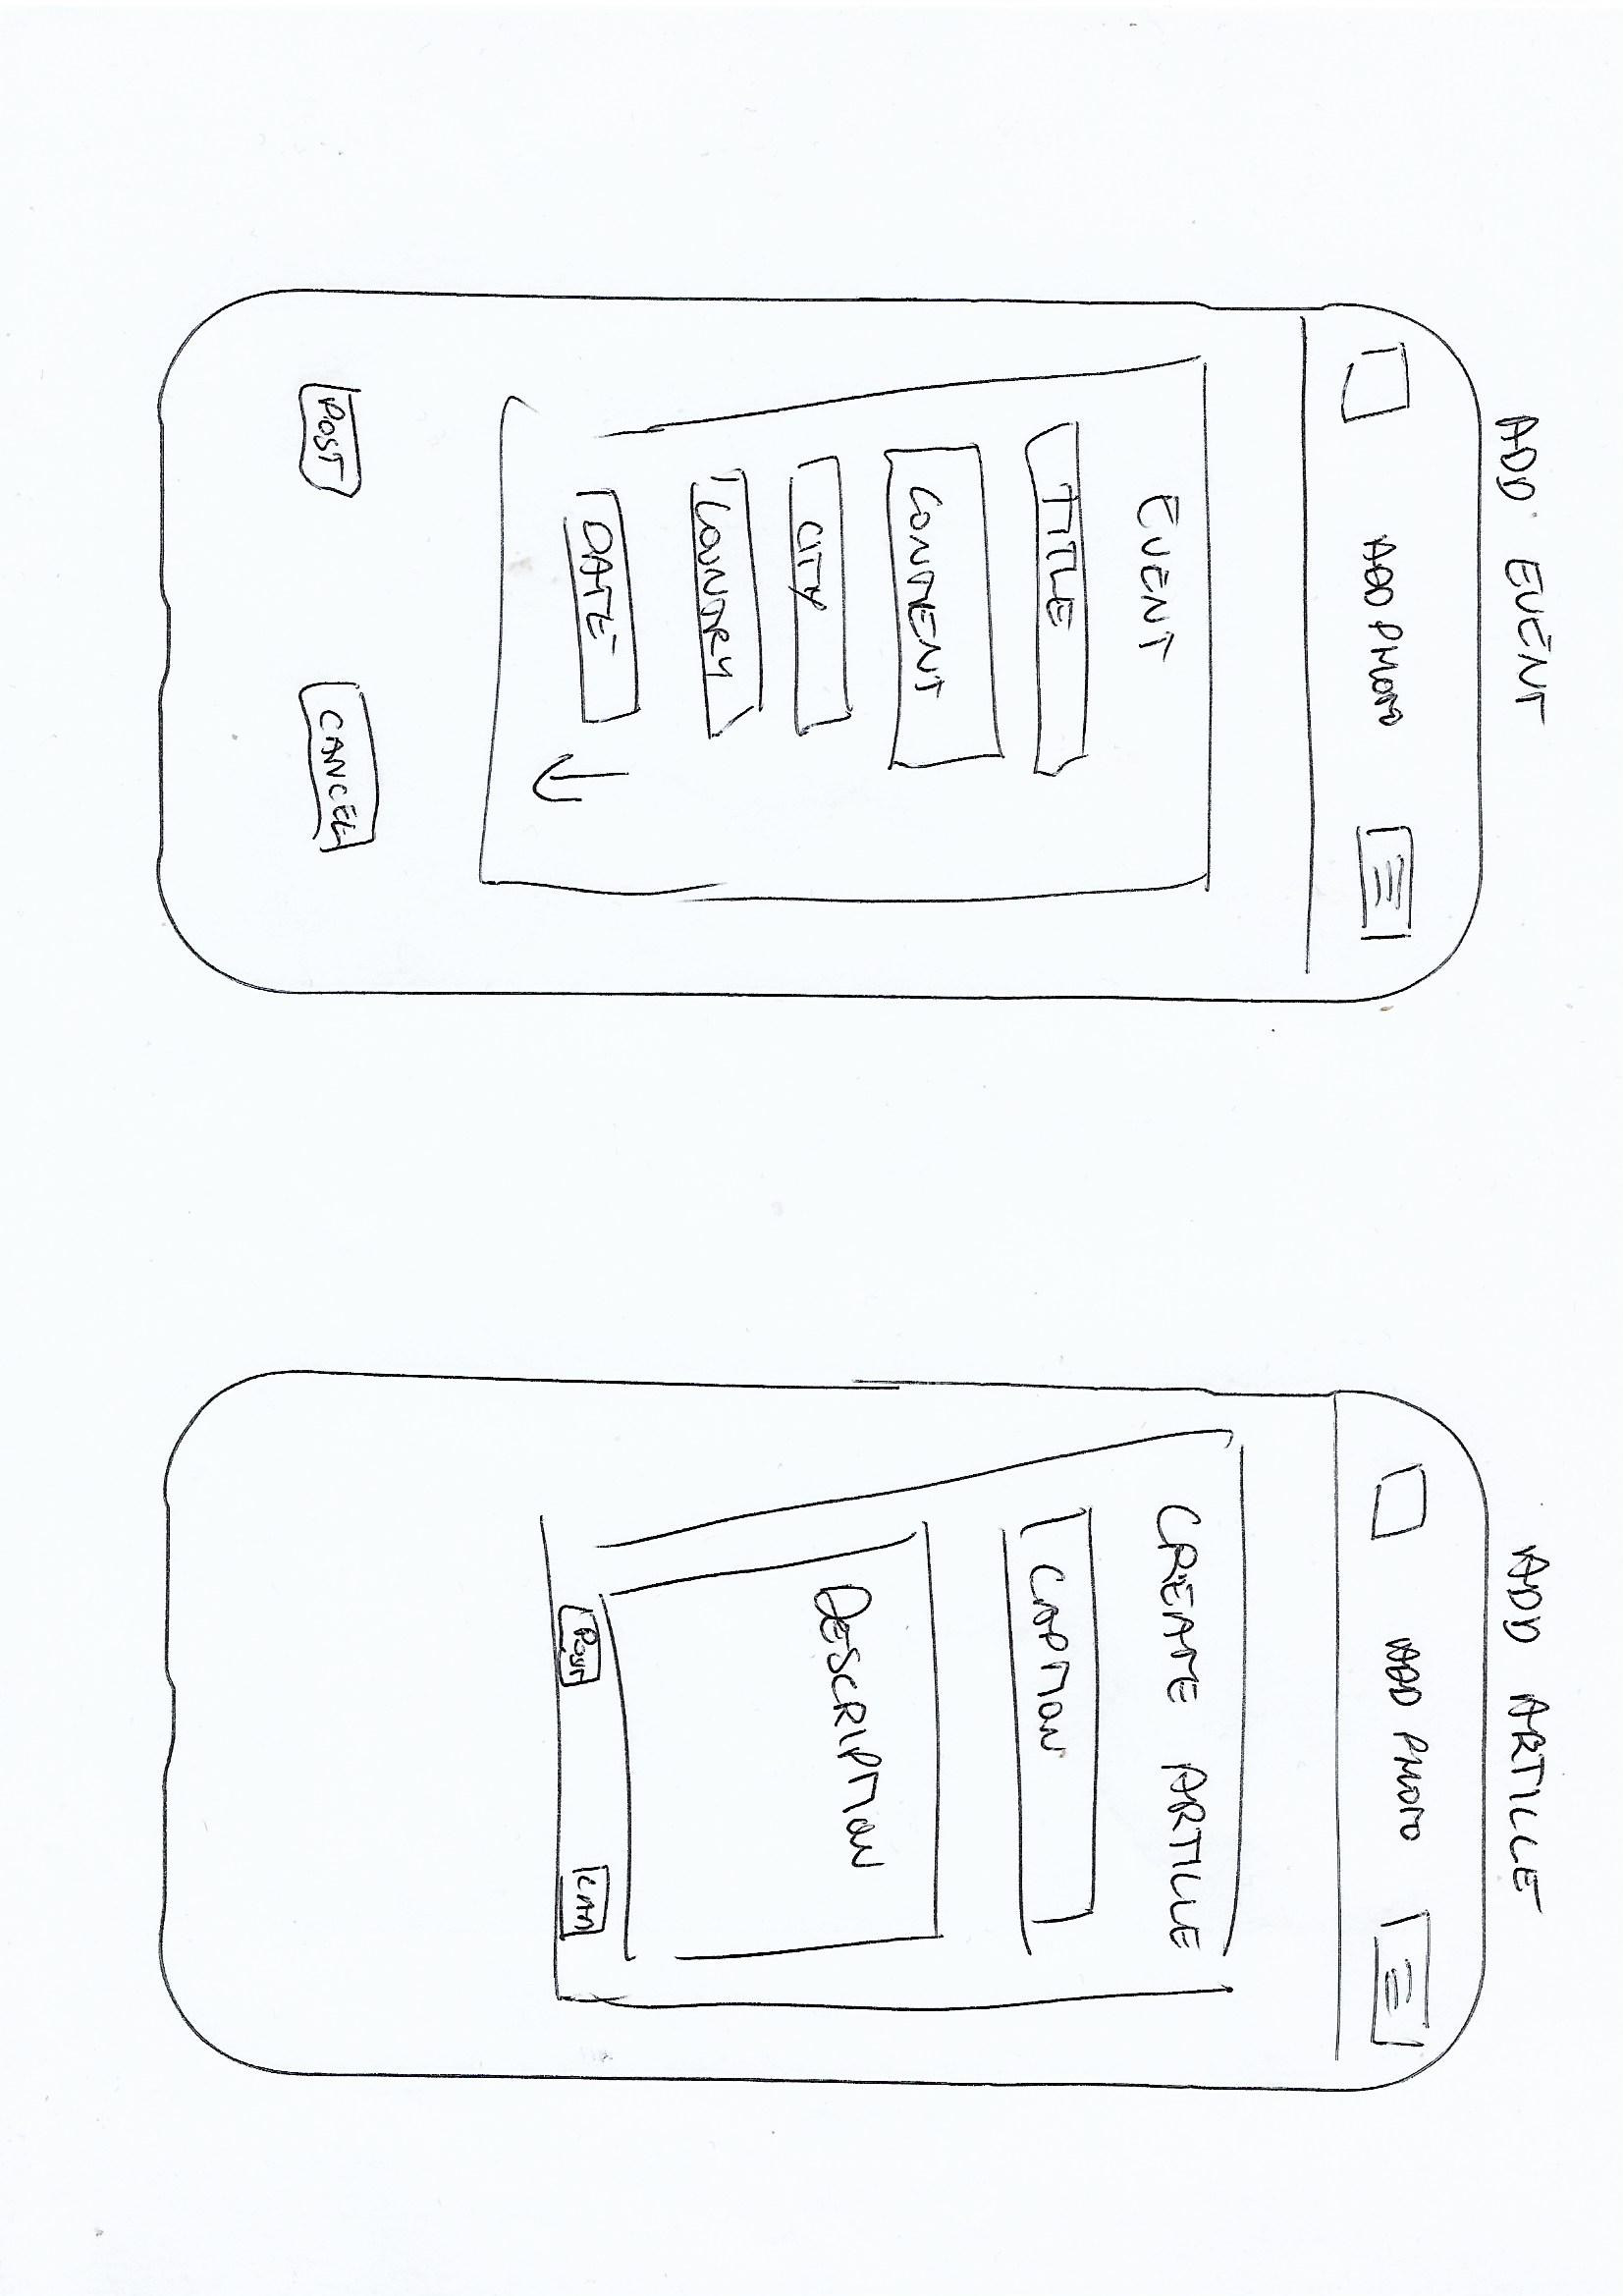 ADD EVENT
ADD PHOTO
EVENT
TITLE
CONTENT
CITY
COUNTRY
DATE
POST
CANCEL
ADD ARTICLE
ADD PHOTO
CREATE ARTICLE
CAPTION
DESCRIPTION
POST
CAN